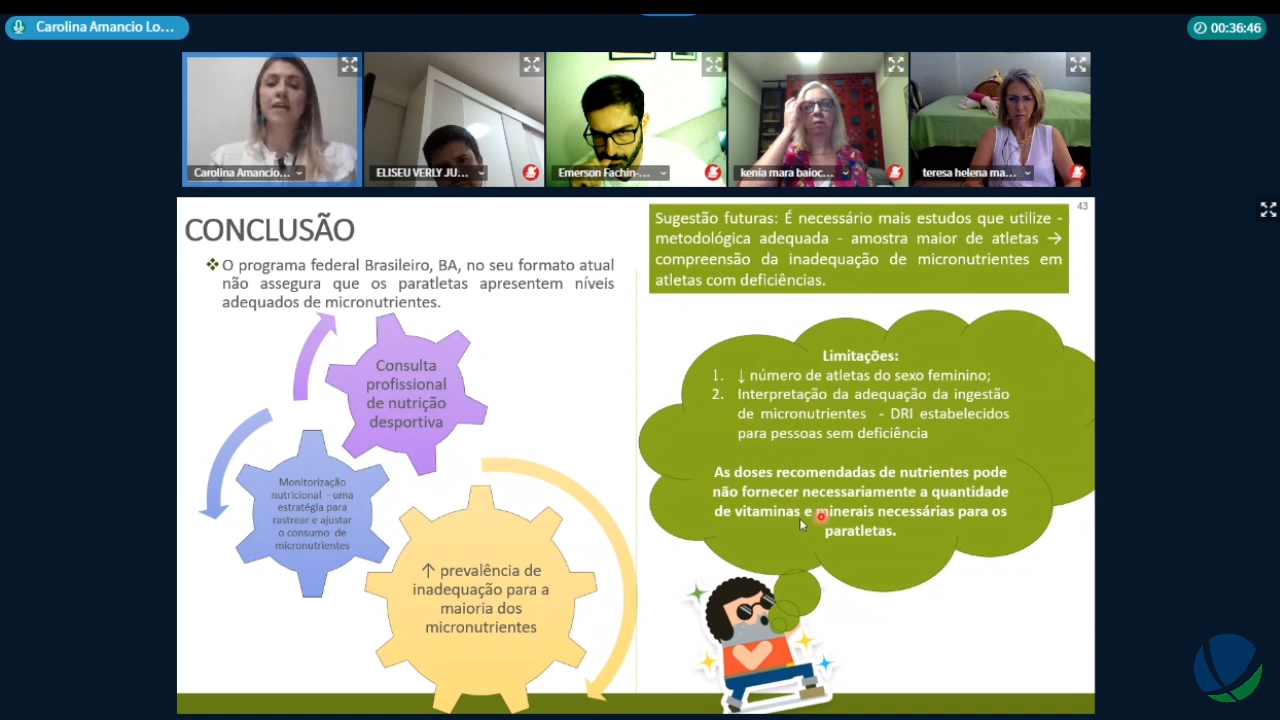 Carolina Amancio Lo...
00:36:46
Carolina Amancio...
ELISEU VERLY JU...
Emerson Fachin-...
kenia mara baioc...
teresa helena ma...
43
CONCLUSÃO
❖O programa federal Brasileiro, BA, no seu formato atual
não assegura que os paratletas apresentem níveis
adequados de micronutrientes.
Consulta
profissional
de nutrição
desportiva
Monitorização
nutricional - uma
estratégia para
rastrear e ajustar
o consumo de
micronutrientes
↑ prevalência de
inadequação para a
maioria dos
micronutrientes
Sugestão futuras: É necessário mais estudos que utilize -
metodológica adequada - amostra maior de atletas →
compreensão da inadequação de micronutrientes em
atletas com deficiências.
Limitações:
1. ↓ número de atletas do sexo feminino;
2. Interpretação da adequação da ingestão
de micronutrientes - DRI estabelecidos
para pessoas sem deficiência
As doses recomendadas de nutrientes pode
não fornecer necessariamente a quantidade
de vitaminas e minerais necessárias para os
paratletas.